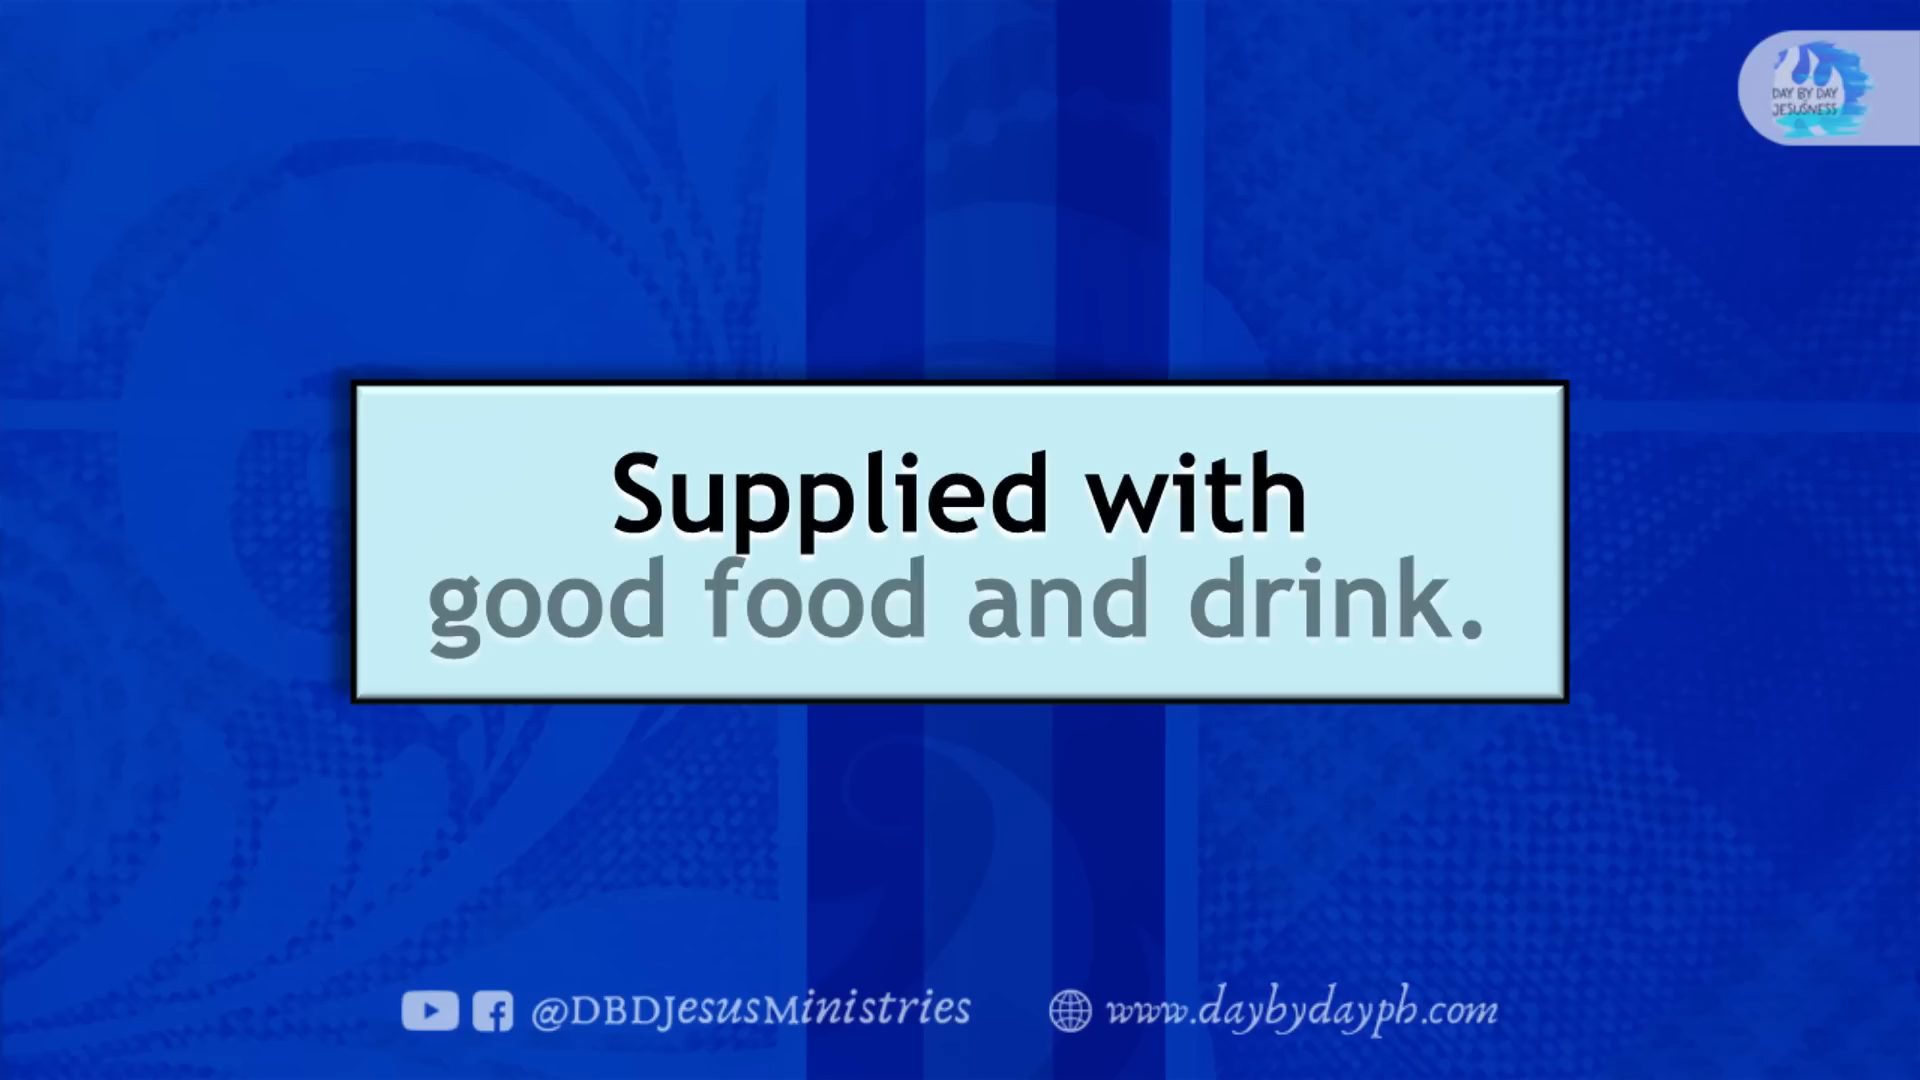 DAY BY DAY
JESUSNESS
Supplied with
good food and drink.
@DBDJesusMinistries
www.daybydayph.com